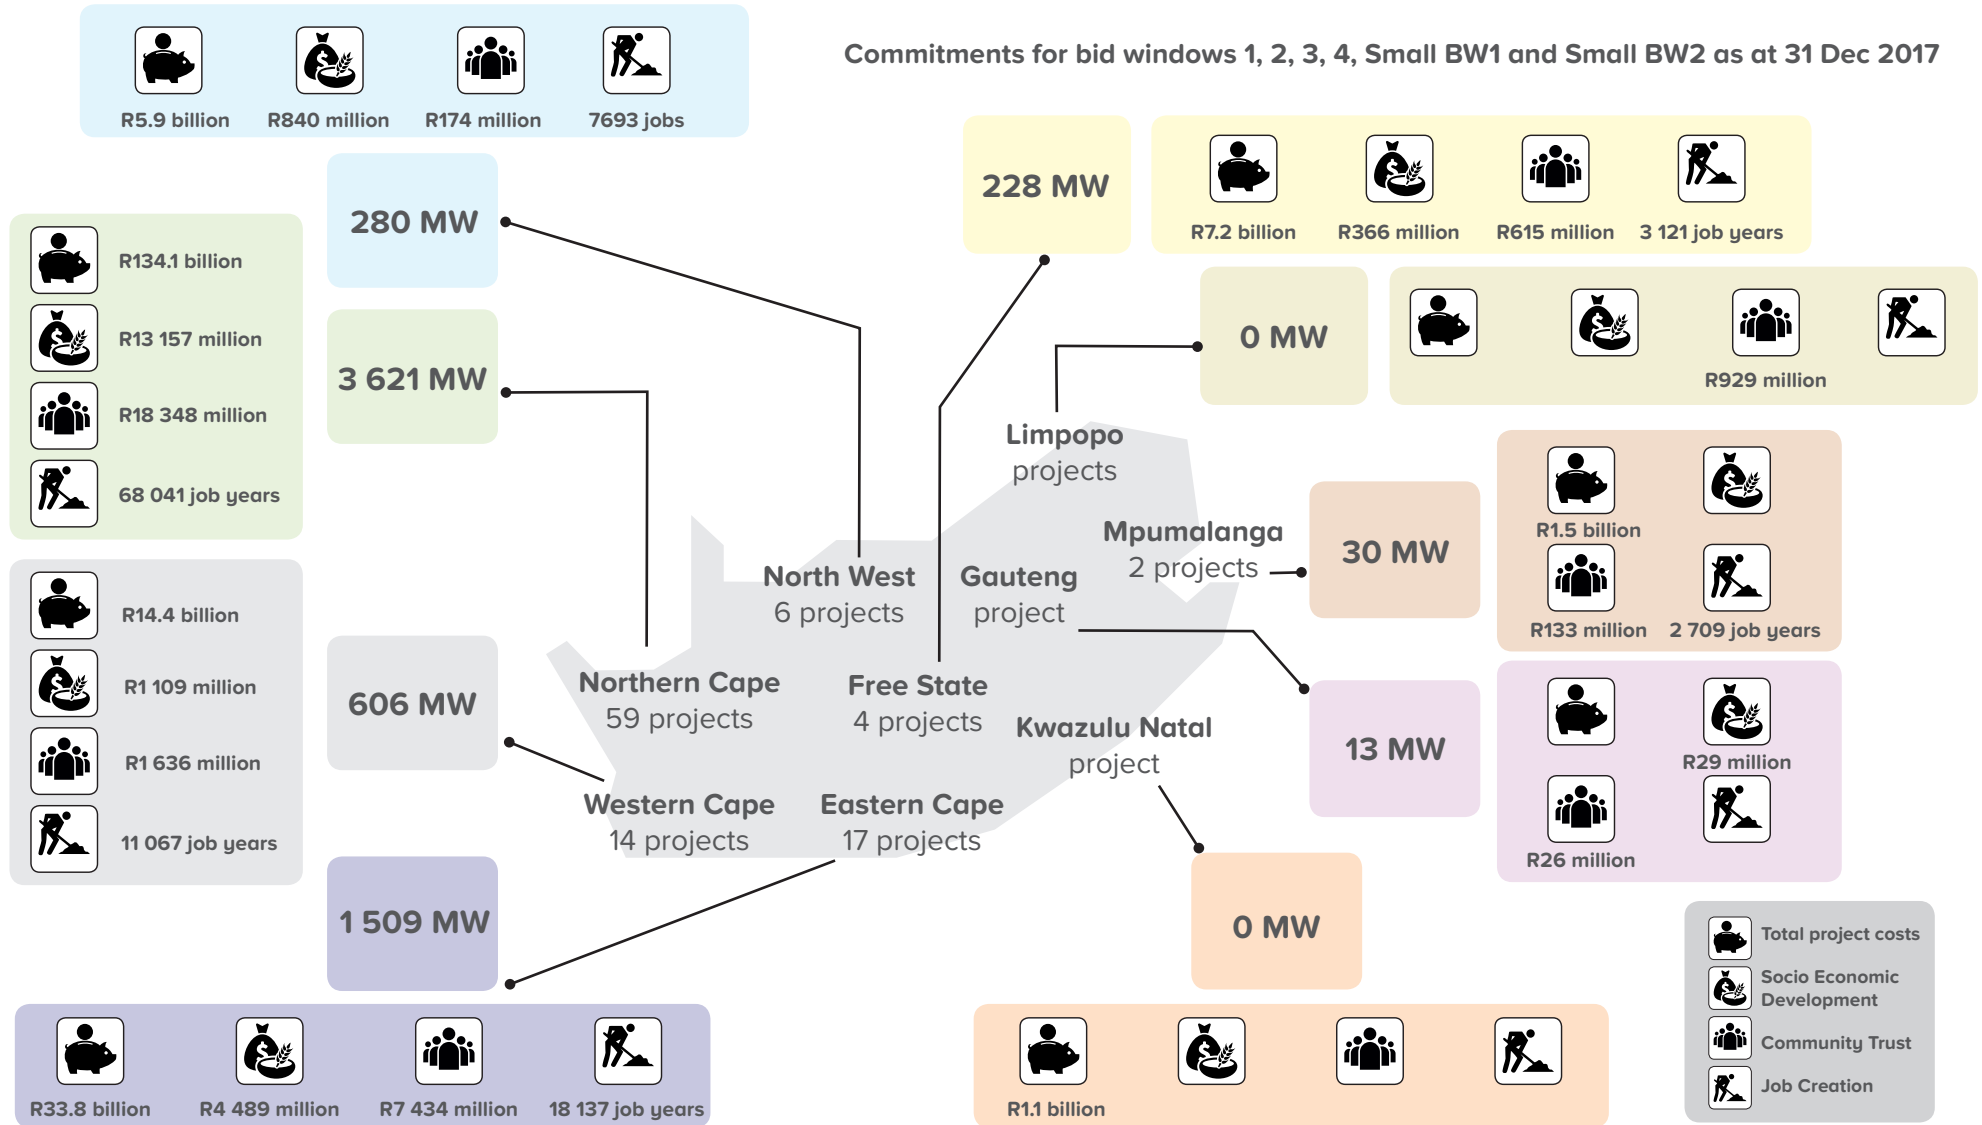 Commitments for bid windows 1, 2, 3, 4, Small BW1 and Small BW2 as at 31 Dec 2017
R5.9 billion
R840 million
R174 million
7693 jobs
280 MW
228 MW
R7.2 billion
R366 million
R615 million
3 121 job years
R134.1 billion
R13 157 million
R18 348 million
68 041 job years
3 621 MW
0 MW
R929 million
Limpopo
projects
Mpumalanga
2 projects
30 MW
R1.5 billion
R133 million
2 709 job years
North West
6 projects
Gauteng
project
R14.4 billion
R1 109 million
R1 636 million
11 067 job years
606 MW
Northern Cape
59 projects
Free State
4 projects
Kwazulu Natal
project
13 MW
R29 million
R26 million
Western Cape
14 projects
Eastern Cape
17 projects
1 509 MW
0 MW
R33.8 billion
R4 489 million
R7 434 million
18 137 job years
R1.1 billion
Total project costs
Socio Economic
Development
Community Trust
Job Creation